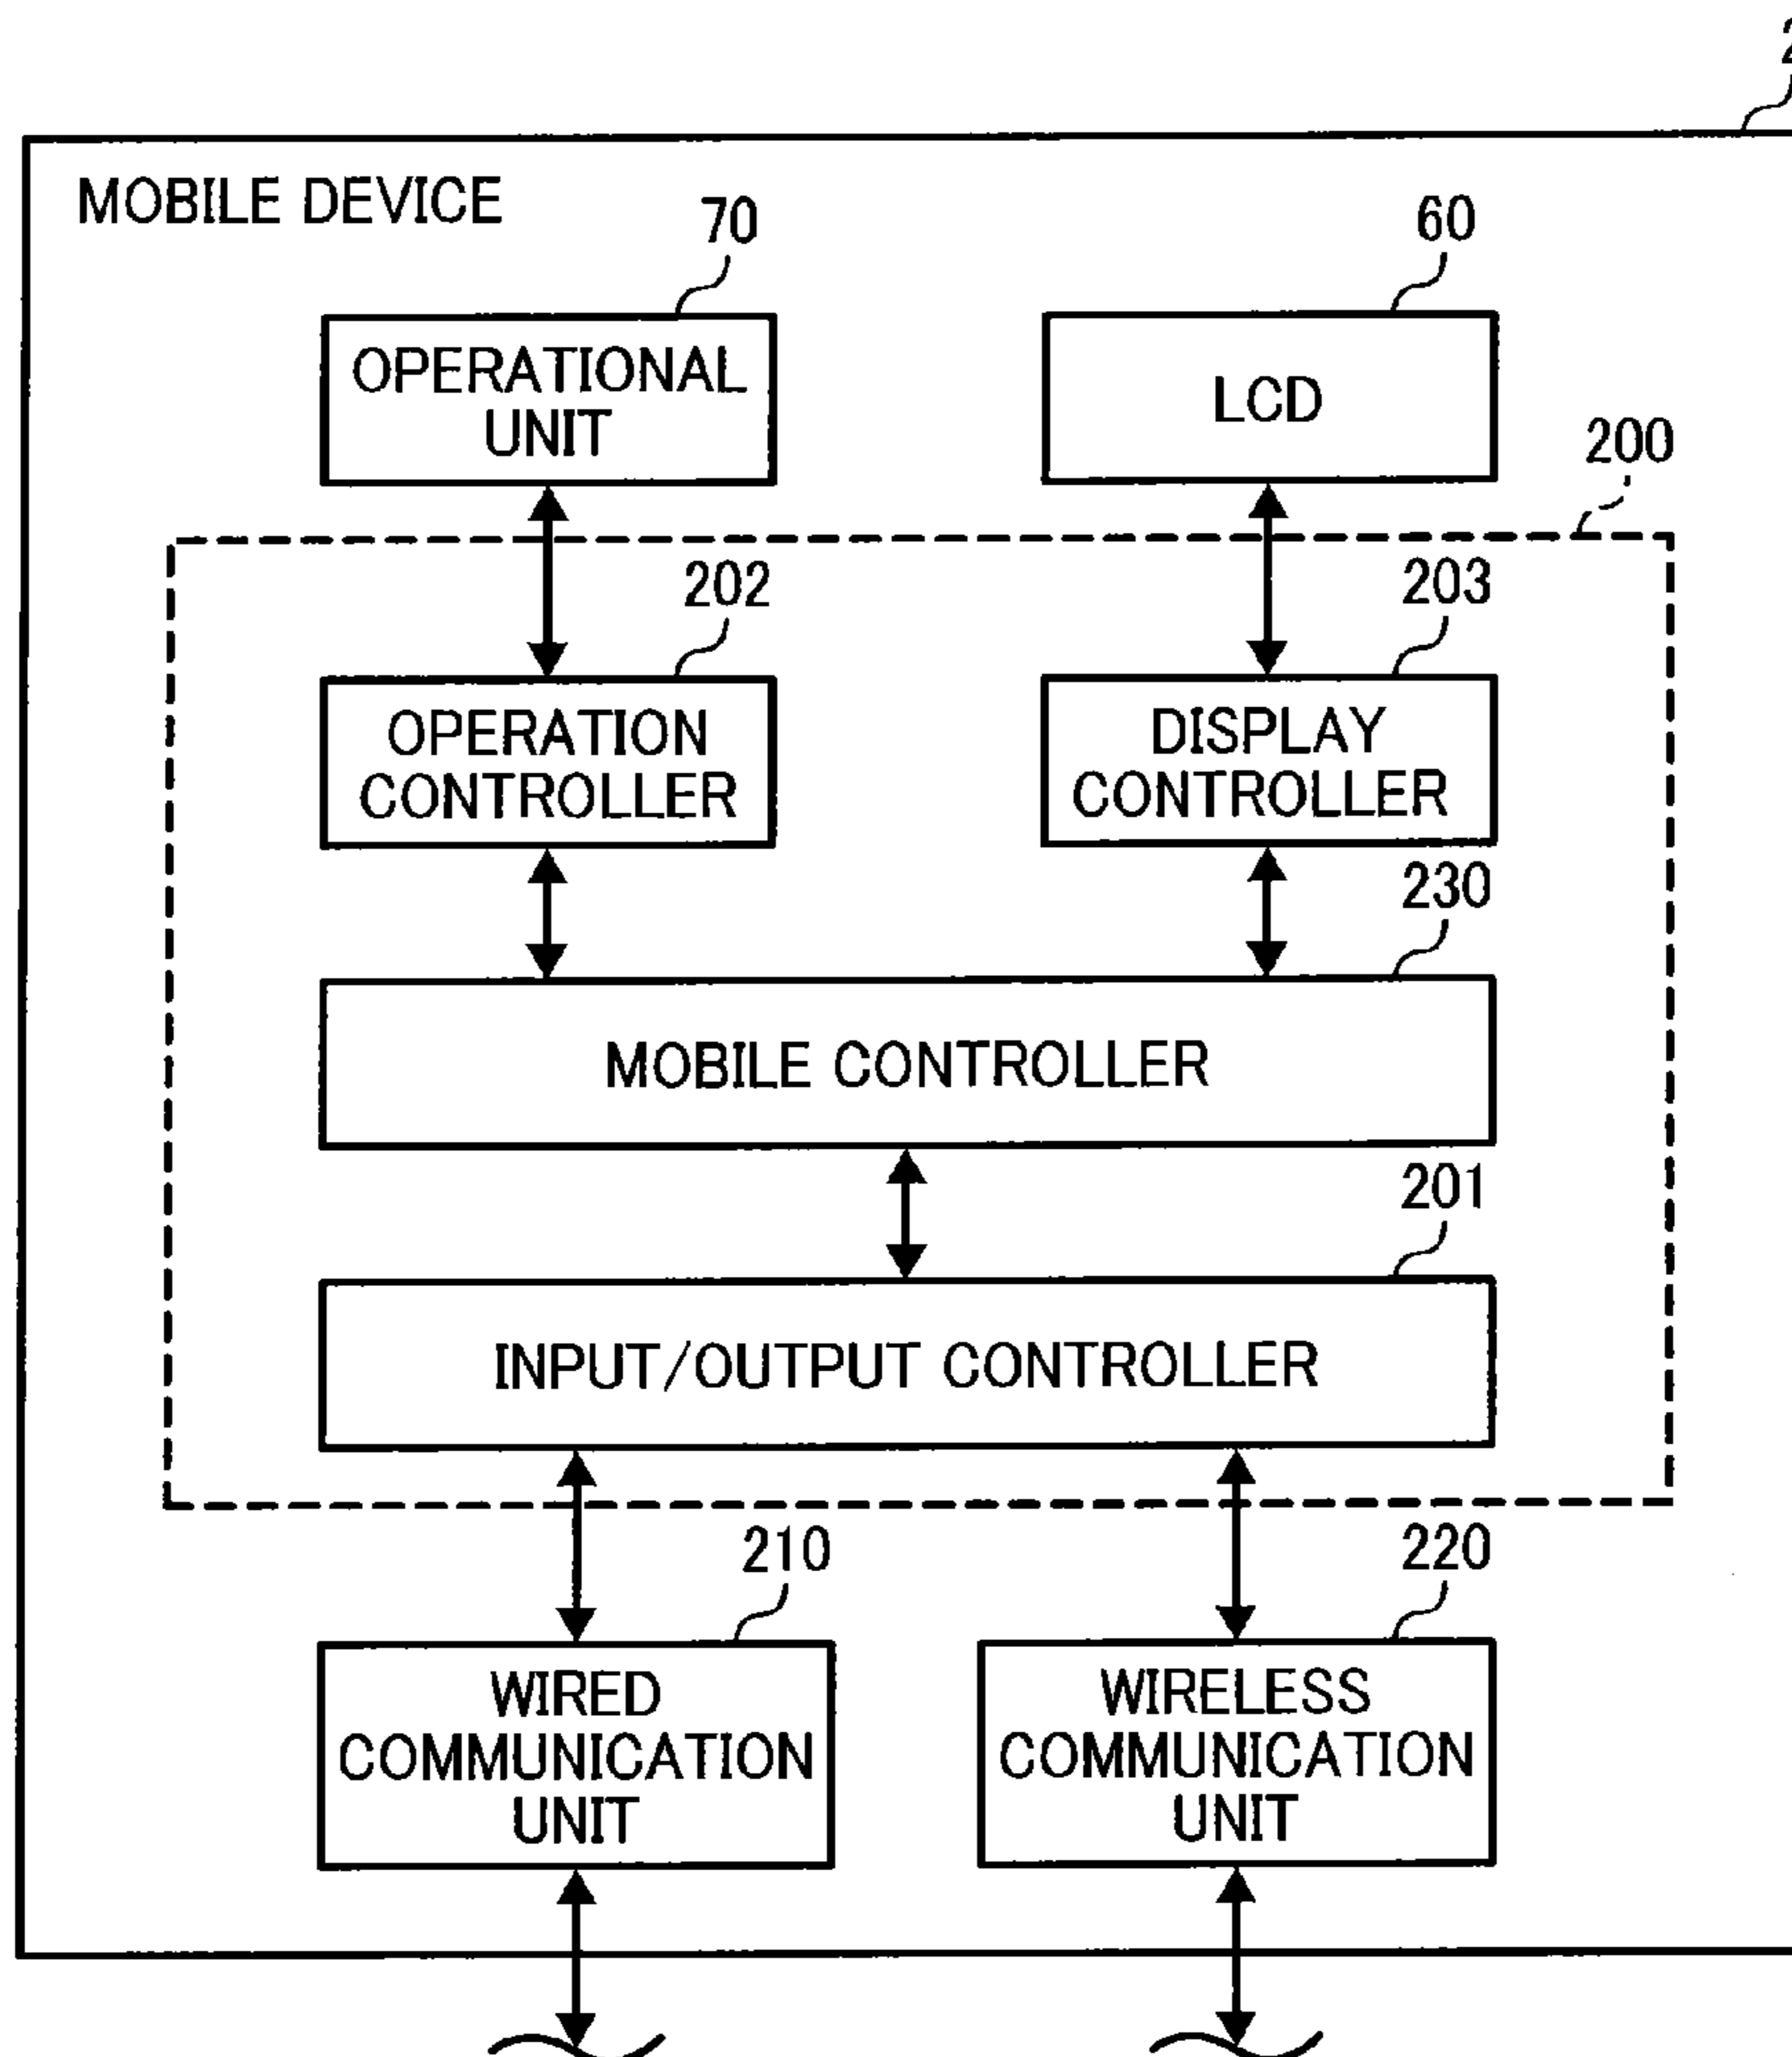 2
MOBILE DEVICE
70
60
OPERATIONAL
UNIT
LCD
200
202
203
OPERATION
CONTROLLER
DISPLAY
CONTROLLER
230
MOBILE CONTROLLER
201
INPUT/OUTPUT CONTROLLER
210
220
WIRED
COMMUNICATION
UNIT
WIRELESS
COMMUNICATION
UNIT